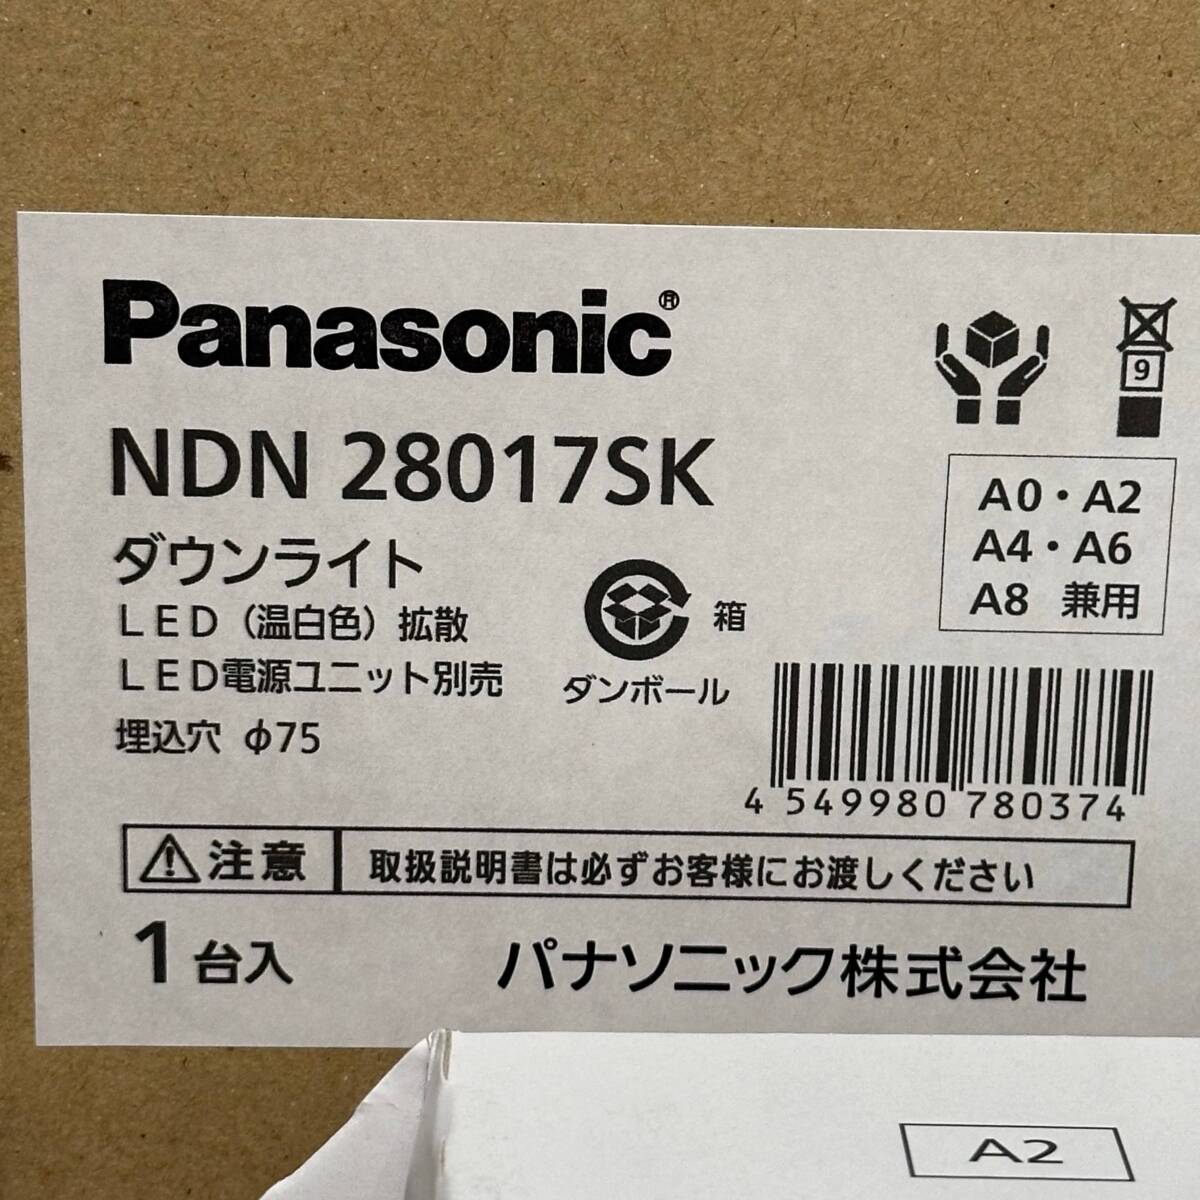 Panasonic®
NDN 28017SK
ダウンライト
LED（温白色）拡散
LED電源ユニット別売
埋込穴 φ75
箱
ダンボール
9
A0・A2
A4・A6
A8 兼用
4 549980 780374
注意 取扱説明書は必ずお客様にお渡しください
1台入
パナソニック株式会社
A2